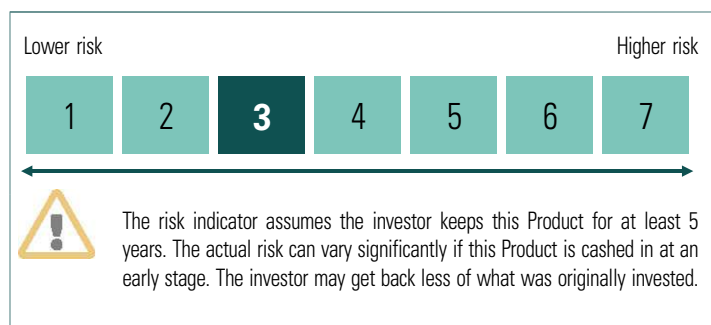 Lower risk Higher risk
1 2 3 4 5 6 7
The risk indicator assumes the investor keeps this Product for at least 5
years. The actual risk can vary significantly if this Product is cashed in at an
early stage. The investor may get back less of what was originally invested.